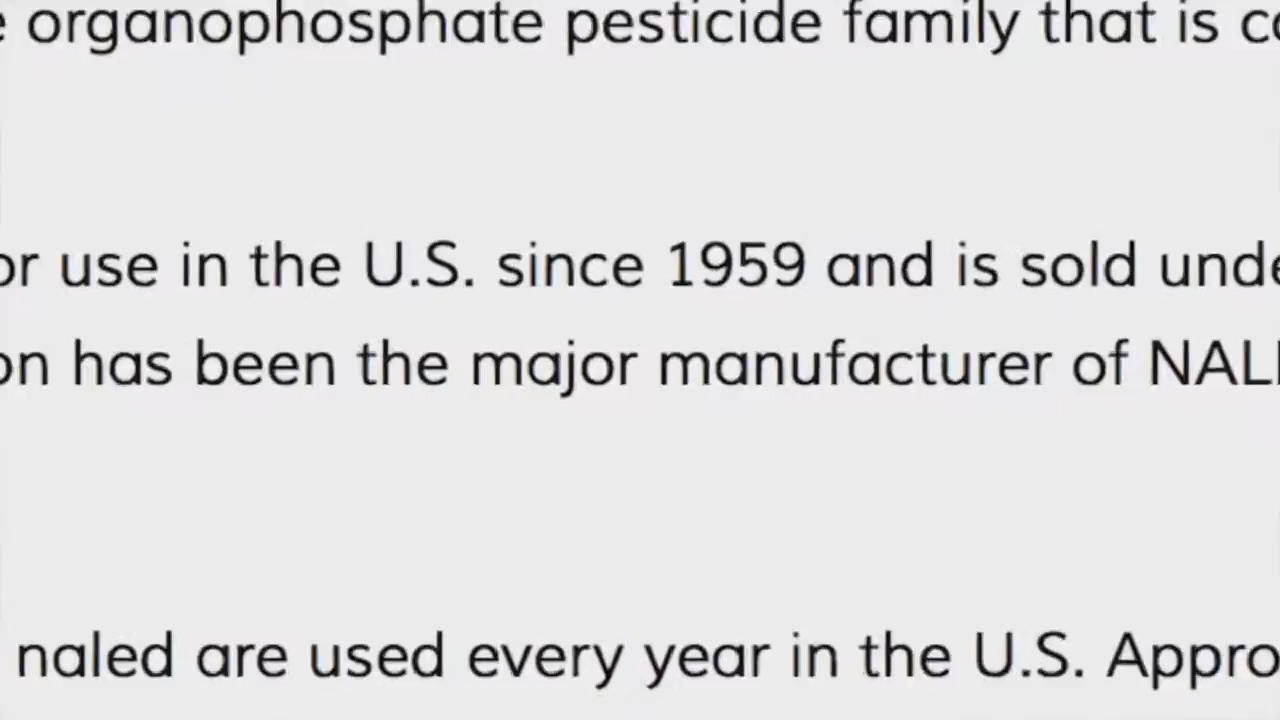 organophosphate pesticide family that is
use in the U.S. since 1959 and is sold
has been the major manufacturer of
naled are used every year in the U.S.